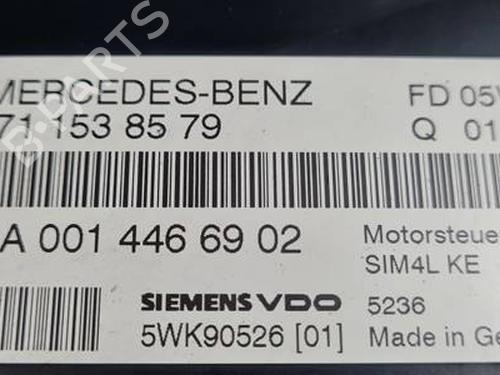 MERCEDES-BENZ FD 05
71 153 85 79 Q 01
A 001 446 69 02 Motorsteue
SIM4L KE
SIEMENS VDO 5236
5WK90526 [01] Made in Ge
B-PARTS